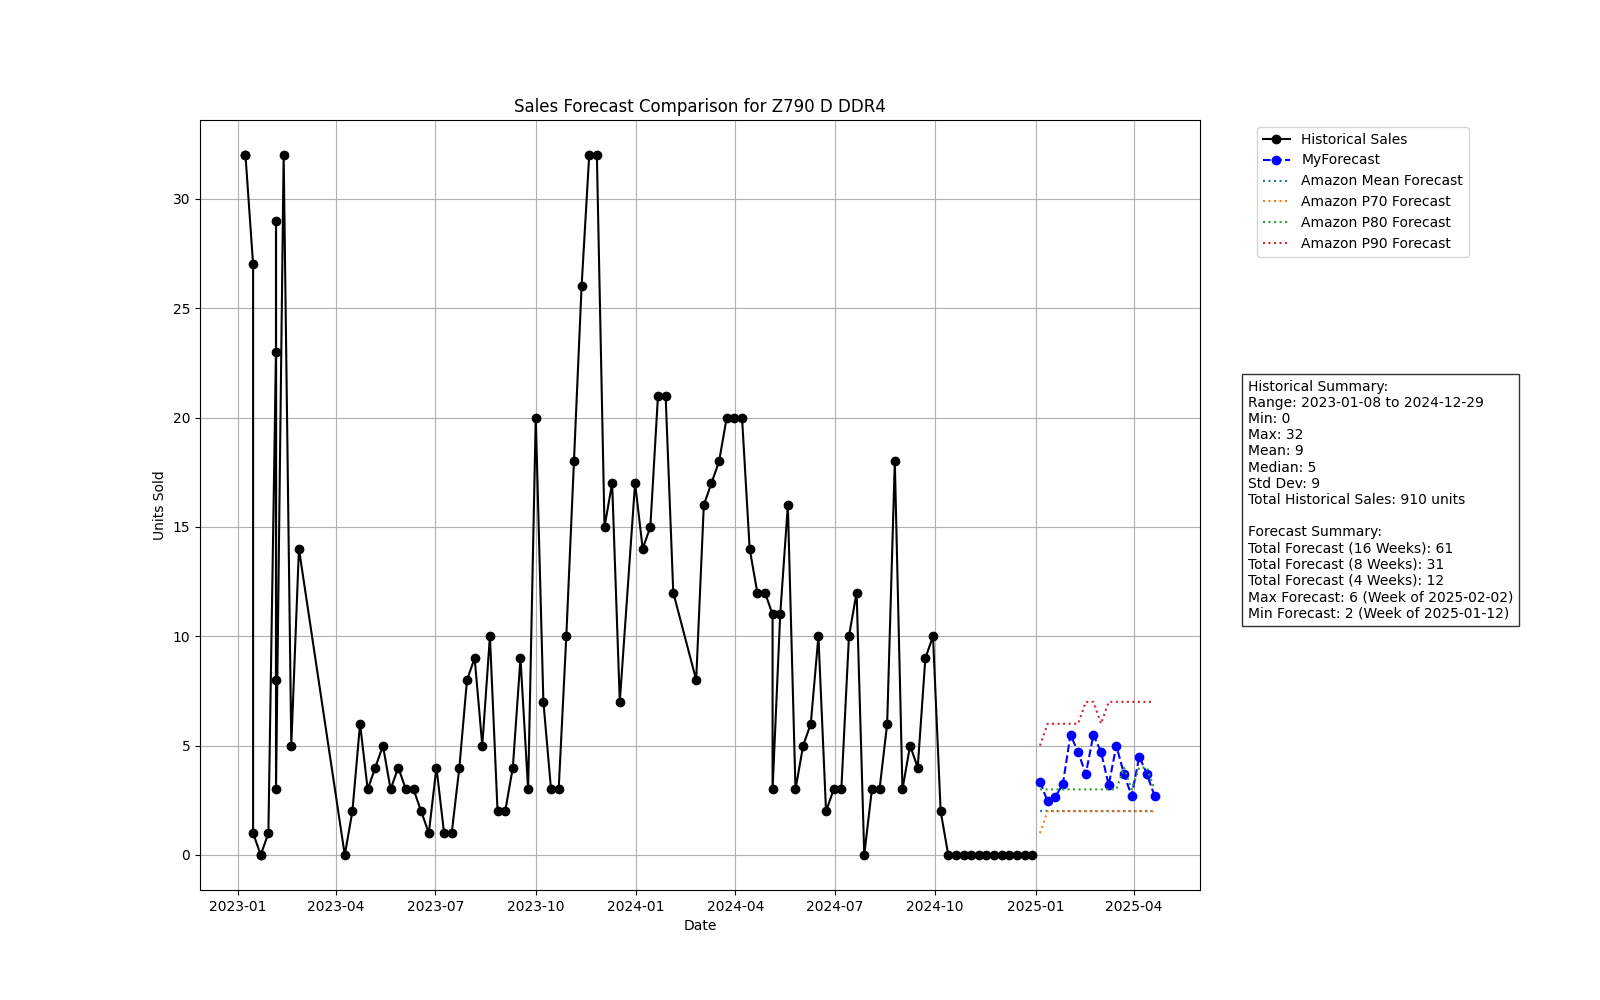 Sales Forecast Comparison for Z790 D DDR4
Units Sold
30
25
20
15
10
5
0
2023-01
2023-04
2023-07
2023-10
2024-01
2024-04
2024-07
2024-10
2025-01
2025-04
Date
Historical Sales
MyForecast
Amazon Mean Forecast
Amazon P70 Forecast
Amazon P80 Forecast
Amazon P90 Forecast
Historical Summary:
Range: 2023-01-08 to 2024-12-29
Min: 0
Max: 32
Mean: 9
Median: 5
Std Dev: 9
Total Historical Sales: 910 units
Forecast Summary:
Total Forecast (16 Weeks): 61
Total Forecast (8 Weeks): 31
Total Forecast (4 Weeks): 12
Max Forecast: 6 (Week of 2025-02-02)
Min Forecast: 2 (Week of 2025-01-12)